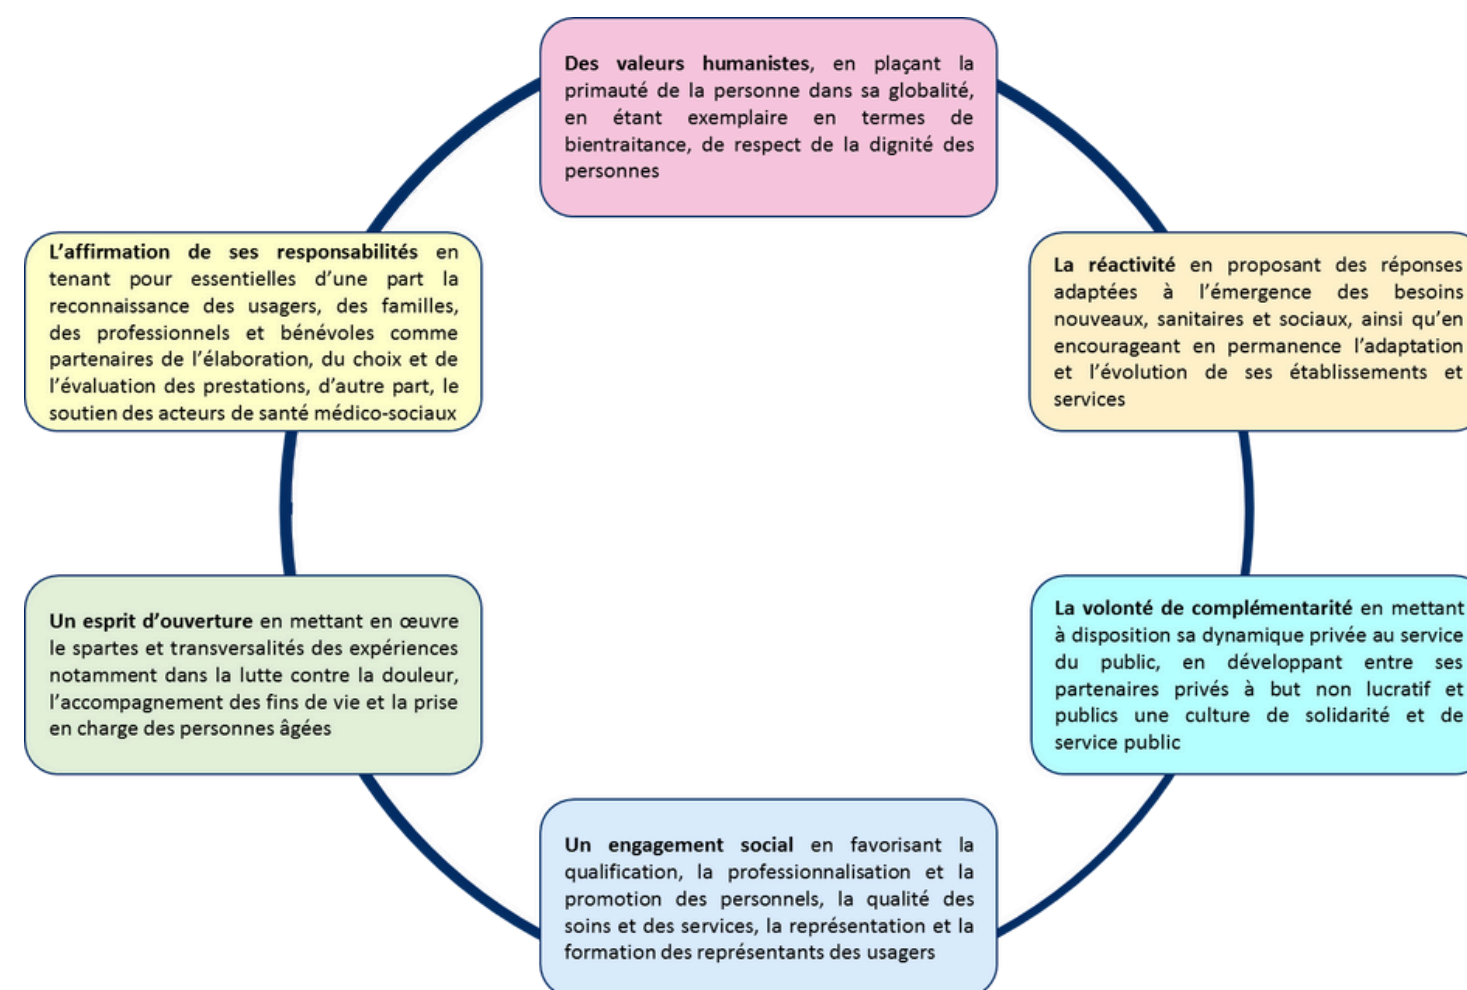 Des valeurs humanistes, en plaçant la
primauté de la personne dans sa globalité,
en étant exemplaire en termes de
bientraitance, de respect de la dignité des
personnes
La réactivité en proposant des réponses
adaptées à l'émergence des besoins
nouveaux, sanitaires et sociaux, ainsi qu'en
encourageant en permanence l'adaptation
et l'évolution de ses établissements et
services
La volonté de complémentarité en mettant
à disposition sa dynamique privée au service
du public, en développant entre ses
partenaires privés à but non lucratif et
publics une culture de solidarité et de
service public
Un engagement social en favorisant la
qualification, la professionnalisation et la
promotion des personnels, la qualité des
soins et des services, la représentation et la
formation des représentants des usagers
Un esprit d'ouverture en mettant en œuvre
le spartes et transversalités des expériences
notamment dans la lutte contre la douleur,
l'accompagnement des fins de vie et la prise
en charge des personnes âgées
L'affirmation de ses responsabilités en
tenant pour essentielles d'une part la
reconnaissance des usagers, des familles,
des professionnels et bénévoles comme
partenaires de l'élaboration, du choix et de
l'évaluation des prestations, d'autre part, le
soutien des acteurs de santé médico-sociaux